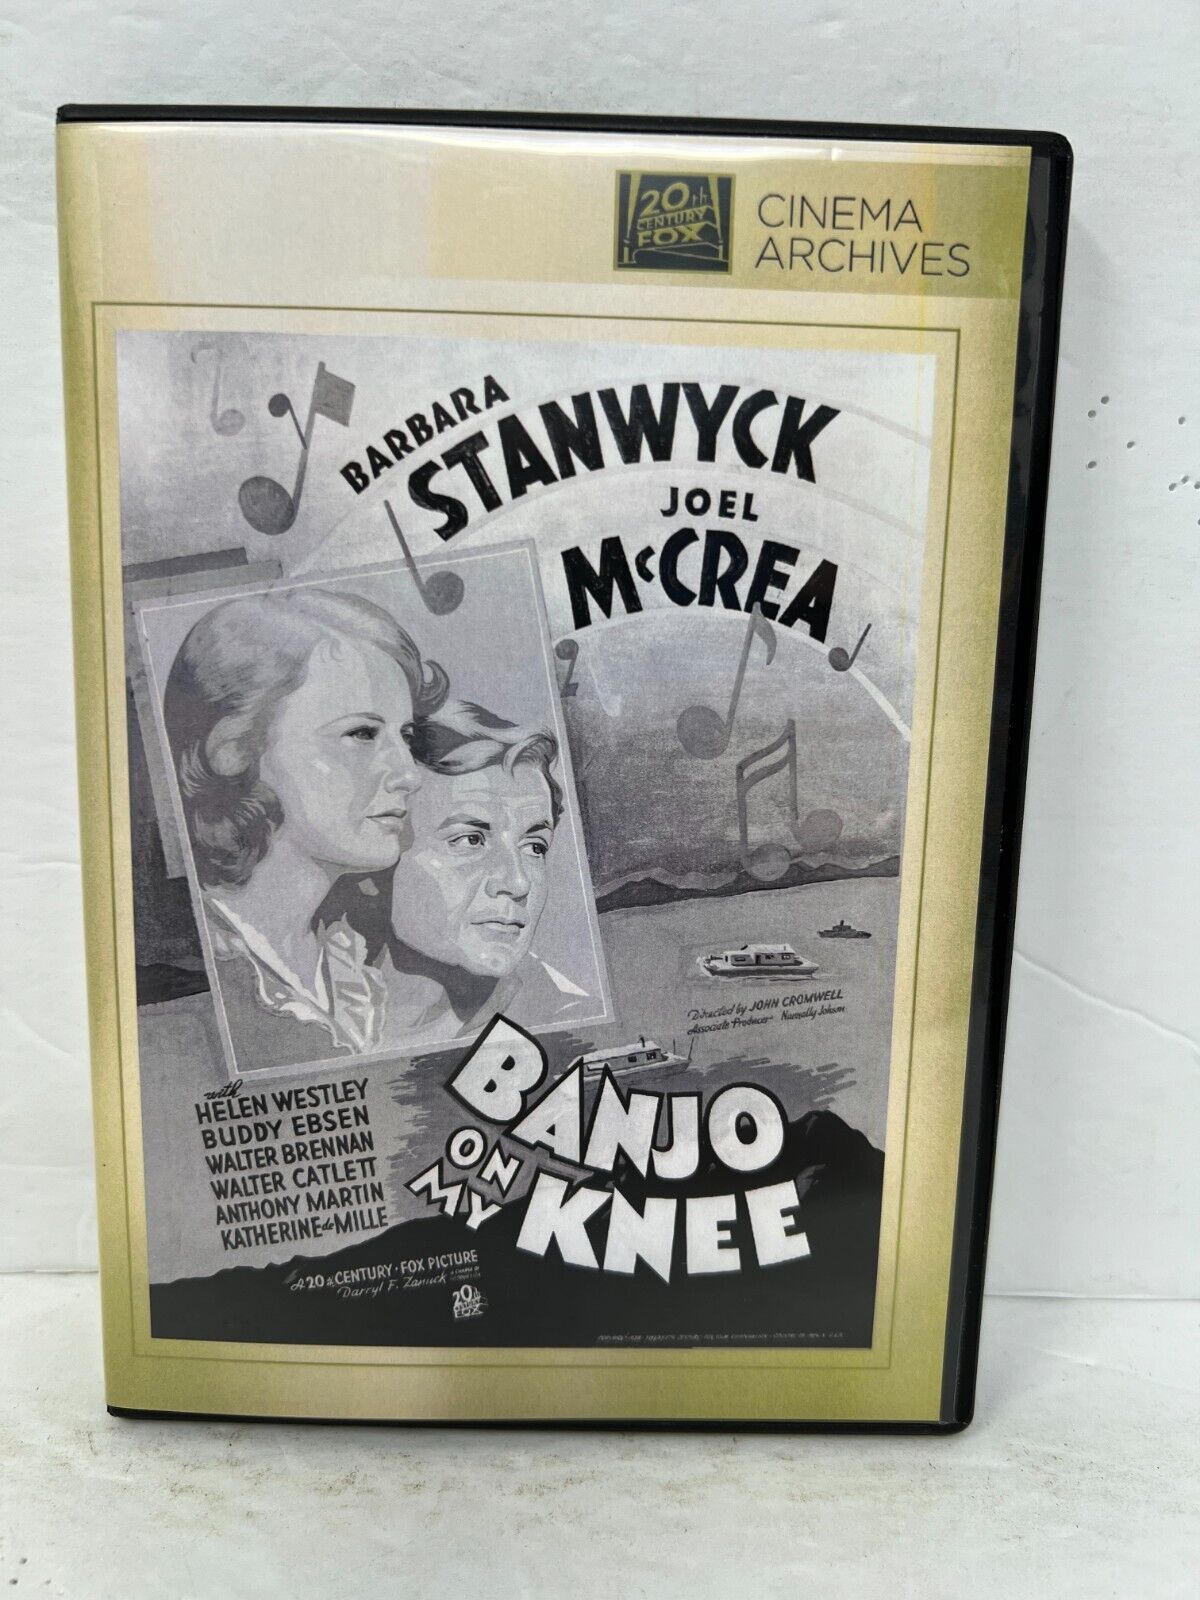 20th
CENTURY
FOX
CINEMA
ARCHIVES
BARBARA
STANWYCK
JOEL
McCREA
Directed by JOHN CROMWELL
Associate Producer Nunnally Johnson
with
HELEN WESTLEY
BUDDY EBSEN
WALTER BRENNAN
WALTER CATLETT
ANTHONY MARTIN
KATHERINE de MILLE
BANJO
ON
MY
KNEE
A 20th CENTURY-FOX PICTURE
Darryl F. Zanuck
20th
CENTURY
FOX